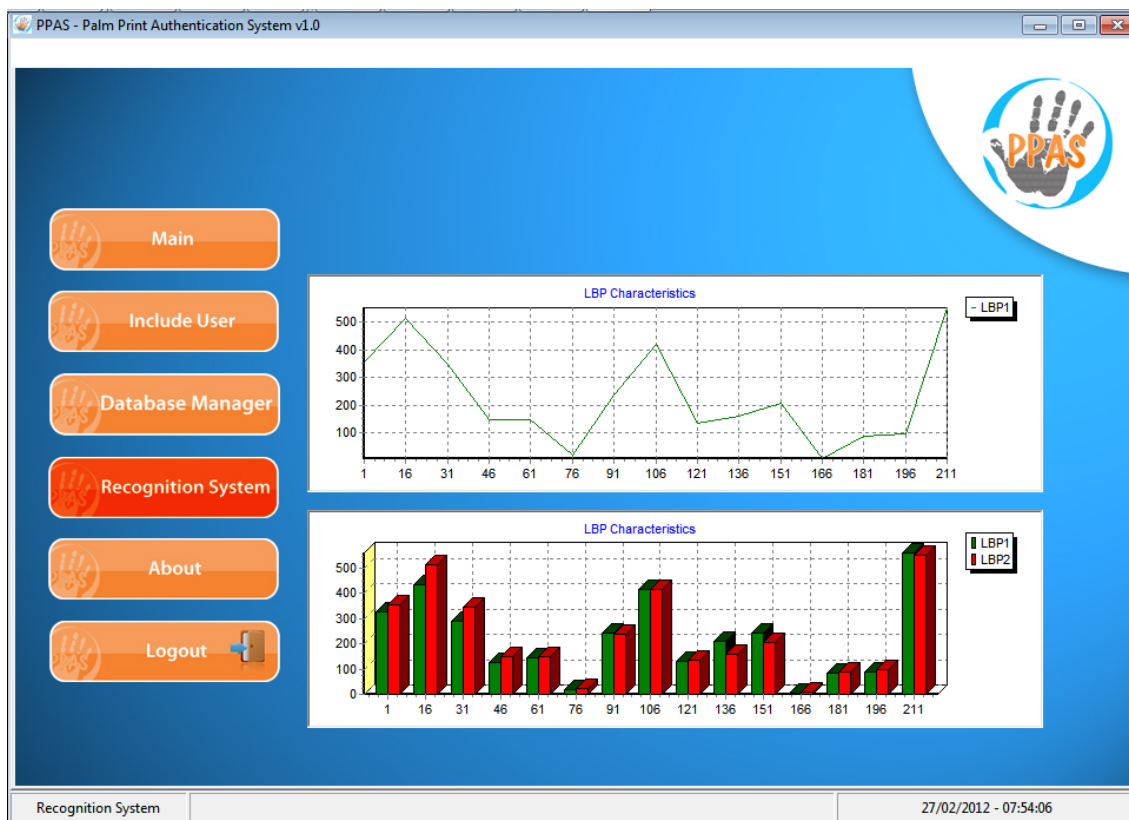 PPAS - Palm Print Authentication System v1.0
PPAS
Main
Include User
Database Manager
Recognition System
About
Logout
LBP Characteristics
LBP1
500
400
300
200
100
1 16 31 46 61 76 91 106 121 136 151 166 181 196 211
LBP Characteristics
LBP1
LBP2
500
400
300
200
100
0
1 16 31 46 61 76 91 106 121 136 151 166 181 196 211
Recognition System
27/02/2012 - 07:54:06